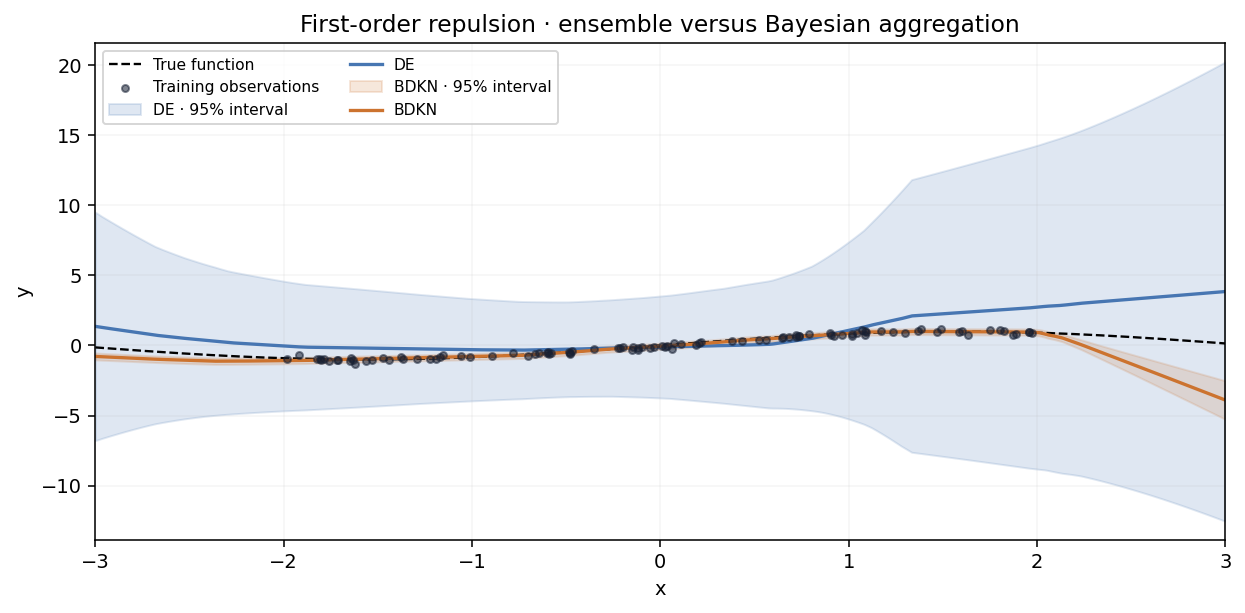 First-order repulsion · ensemble versus Bayesian aggregation
True function
Training observations
DE · 95% interval
DE
BDKN · 95% interval
BDKN
20
15
10
5
0
−5
−10
y
−3
−2
−1
0
1
2
3
x